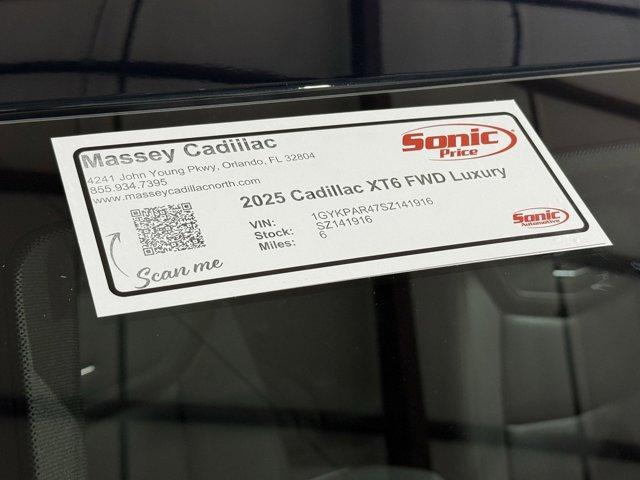 Massey Cadillac
4241 John Young Pkwy, Orlando, FL 32804
855.934.7395
www.masseycadillacnorth.com
Sonic
Price
2025 Cadillac XT6 FWD Luxury
VIN: 1GYKPAR47SZ141916
Stock: SZ141916
Miles: 6
Scan me
Sonic
Automotive